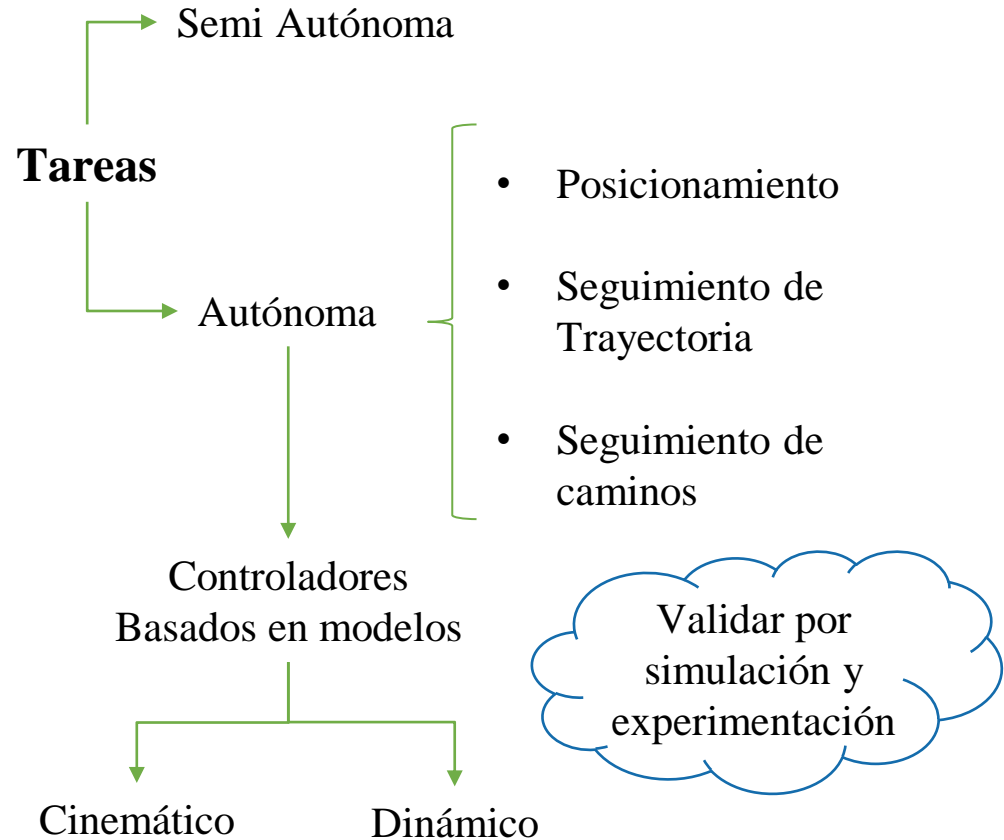 Semi Autónoma
Tareas
Autónoma
• Posicionamiento
• Seguimiento de
Trayectoria
• Seguimiento de
caminos
Controladores
Basados en modelos
Cinemático
Dinámico
Validar por
simulación y
experimentación